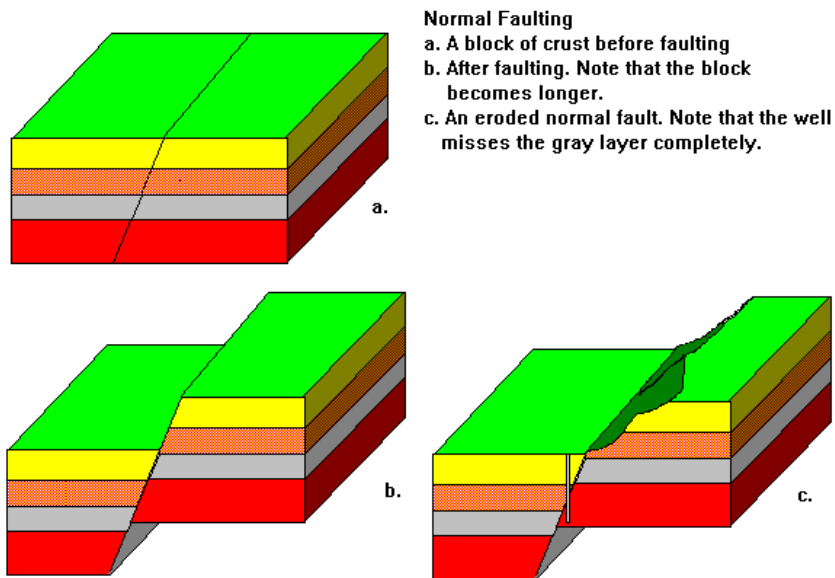 Normal Faulting
a. A block of crust before faulting
b. After faulting. Note that the block
becomes longer.
c. An eroded normal fault. Note that the well
misses the gray layer completely.
a.
b.
c.